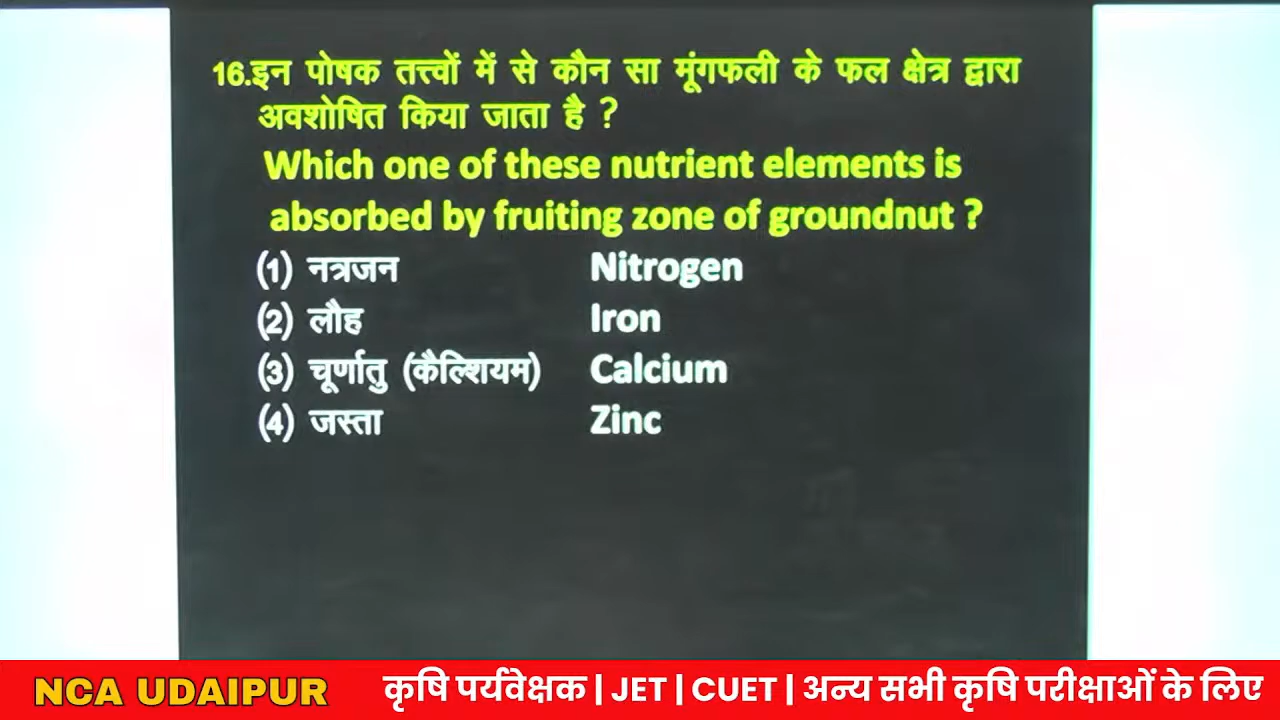 16.इन पोषक तत्त्वों में से कौन सा मूंगफली के फल क्षेत्र द्वारा
अवशोषित किया जाता है ?
Which one of these nutrient elements is
absorbed by fruiting zone of groundnut ?
(1) नत्रजन Nitrogen
(2) लौह Iron
(3) चूर्णातु (कैल्शियम) Calcium
(4) जस्ता Zinc
NCA UDAIPUR कृषि पर्यवेक्षक | JET | CUET | अन्य सभी कृषि परीक्षाओं के लिए